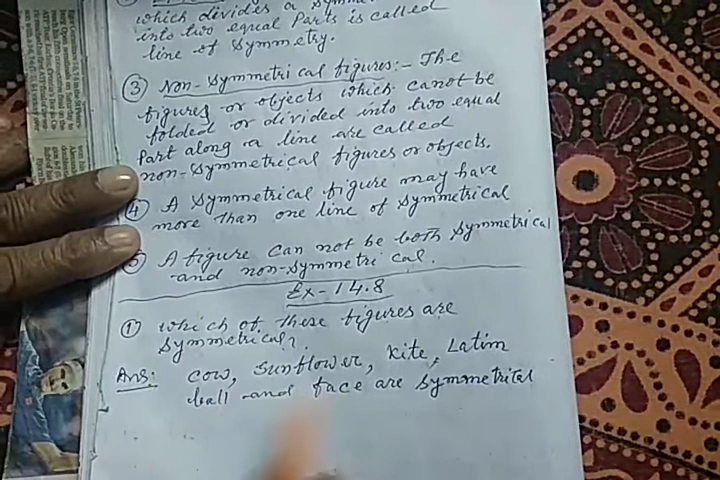 which divides a
into two equal Parts is called
line of symmetry.
③ Non-symmetrical figures:- The
figures or objects which canot be
folded or divided into two equal
Part along a line are called
non-symmetrical figures or objects.
④ A symmetrical figure may have
more than one line of symmetrical
⑤ A figure can not be both symmetrical
and non-symmetrical.
Ex-14.8
① which of these figures are
symmetrical?
Ans: cow, sunflower, kite, Latim
ball and face are symmetrical